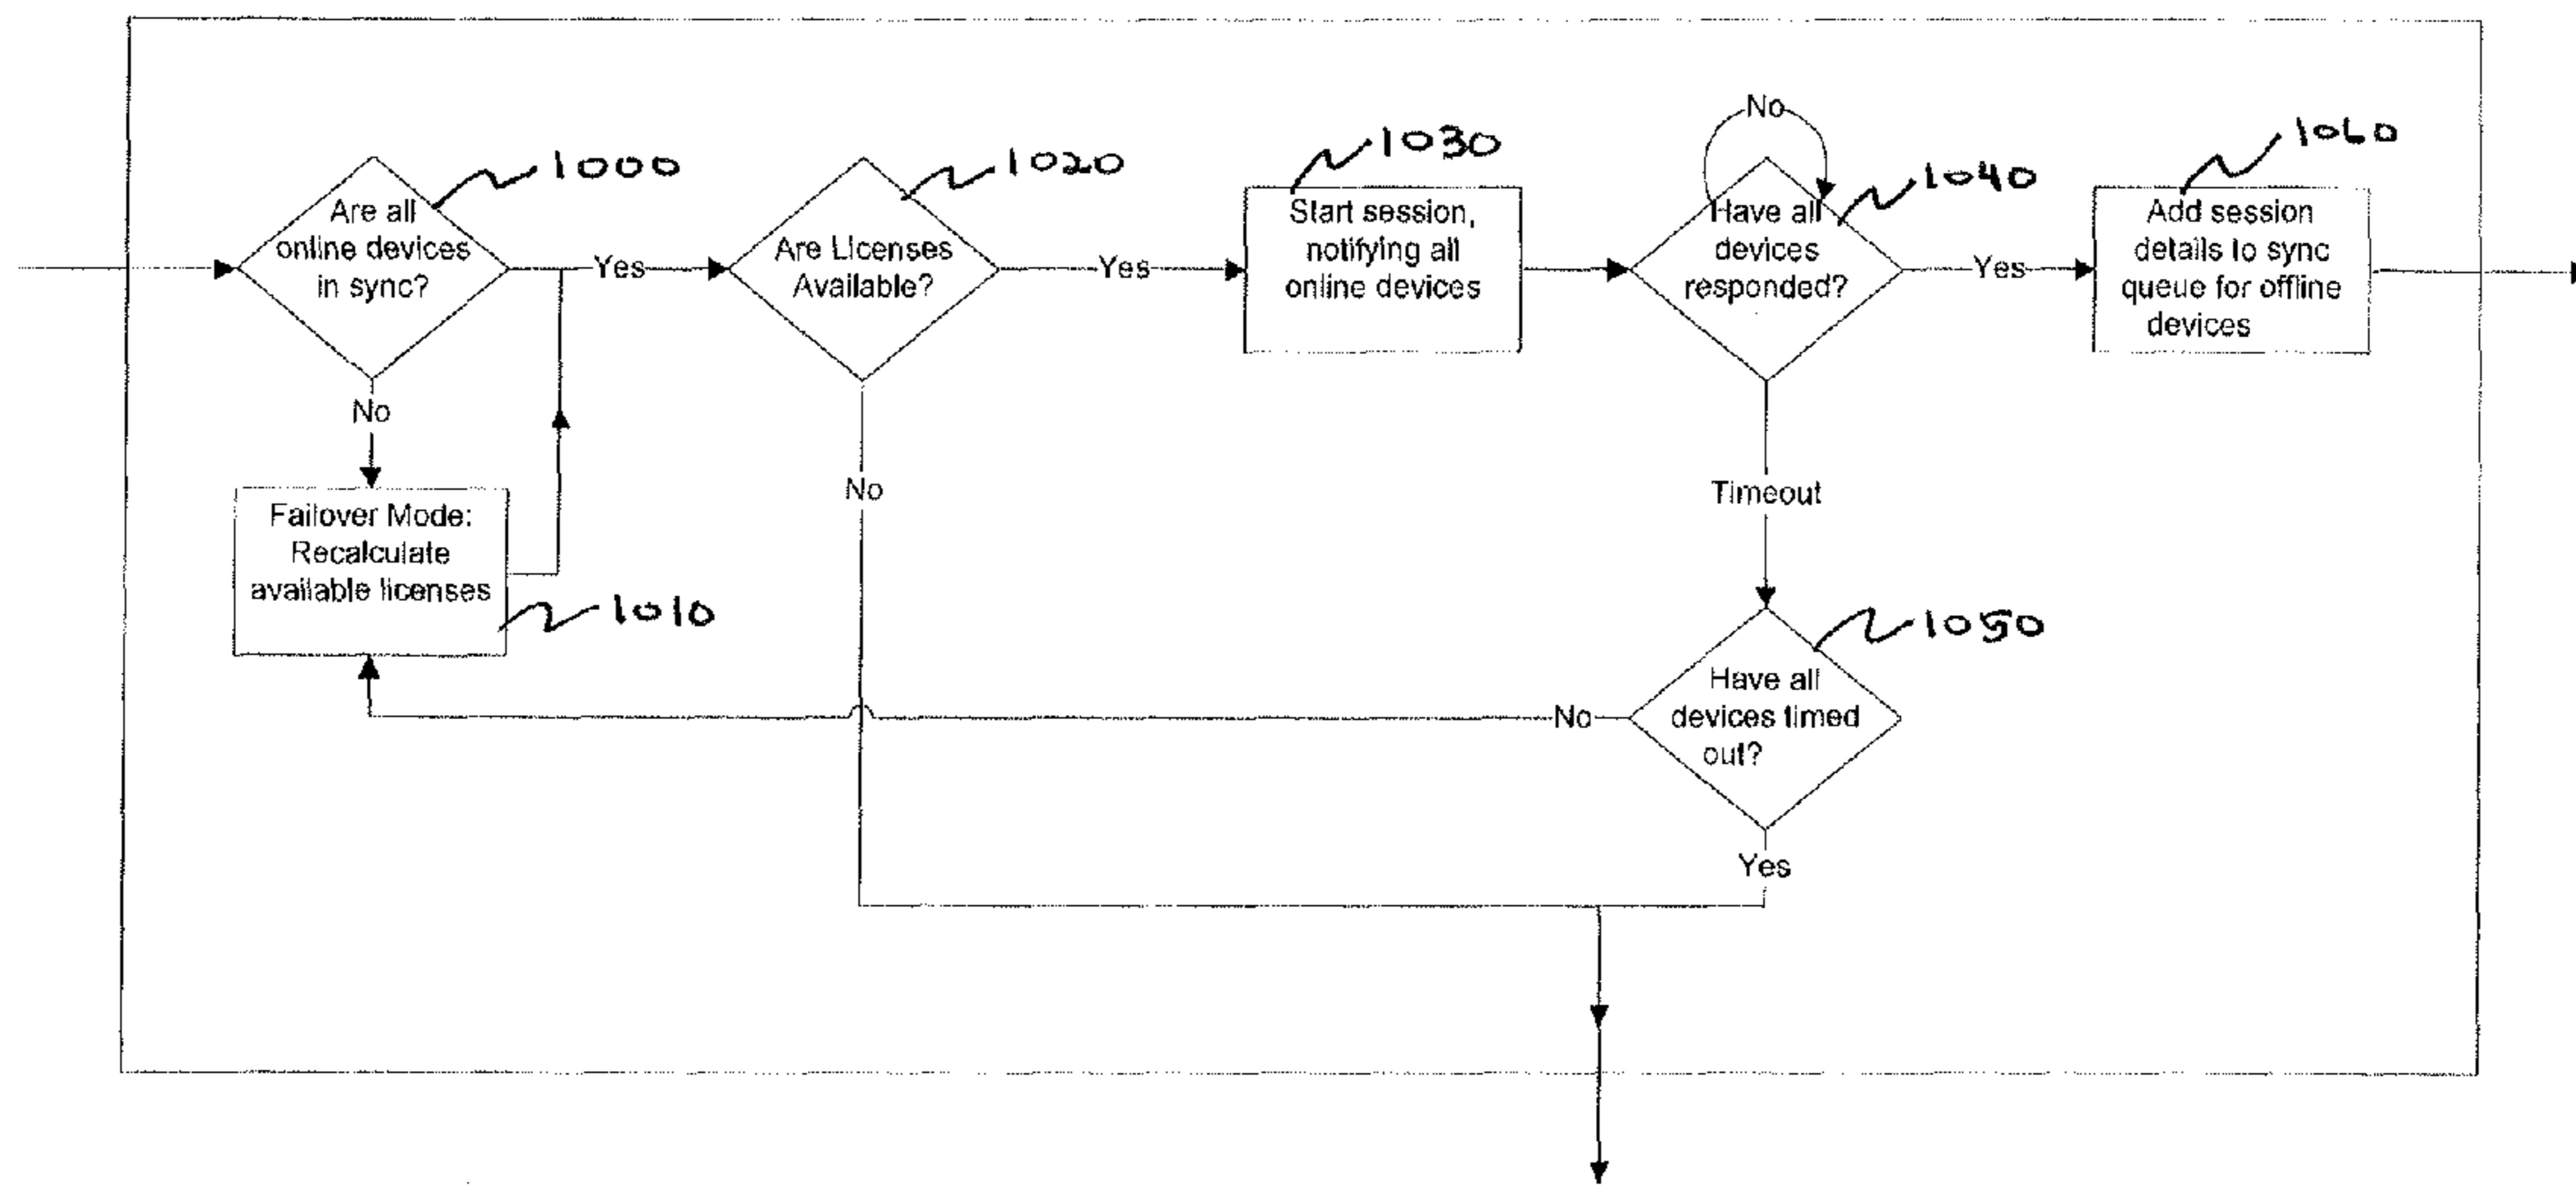 No
1000
1020
1030
1040
1060
Are all
online devices
in sync?
Yes
Are Licenses
Available?
Yes
Start session,
notifying all
online devices
Have all
devices
responded?
Yes
Add session
details to sync
queue for offline
devices
No
Failover Mode:
Recalculate
available licenses
1010
No
Timeout
1050
Have all
devices timed
out?
No
Yes